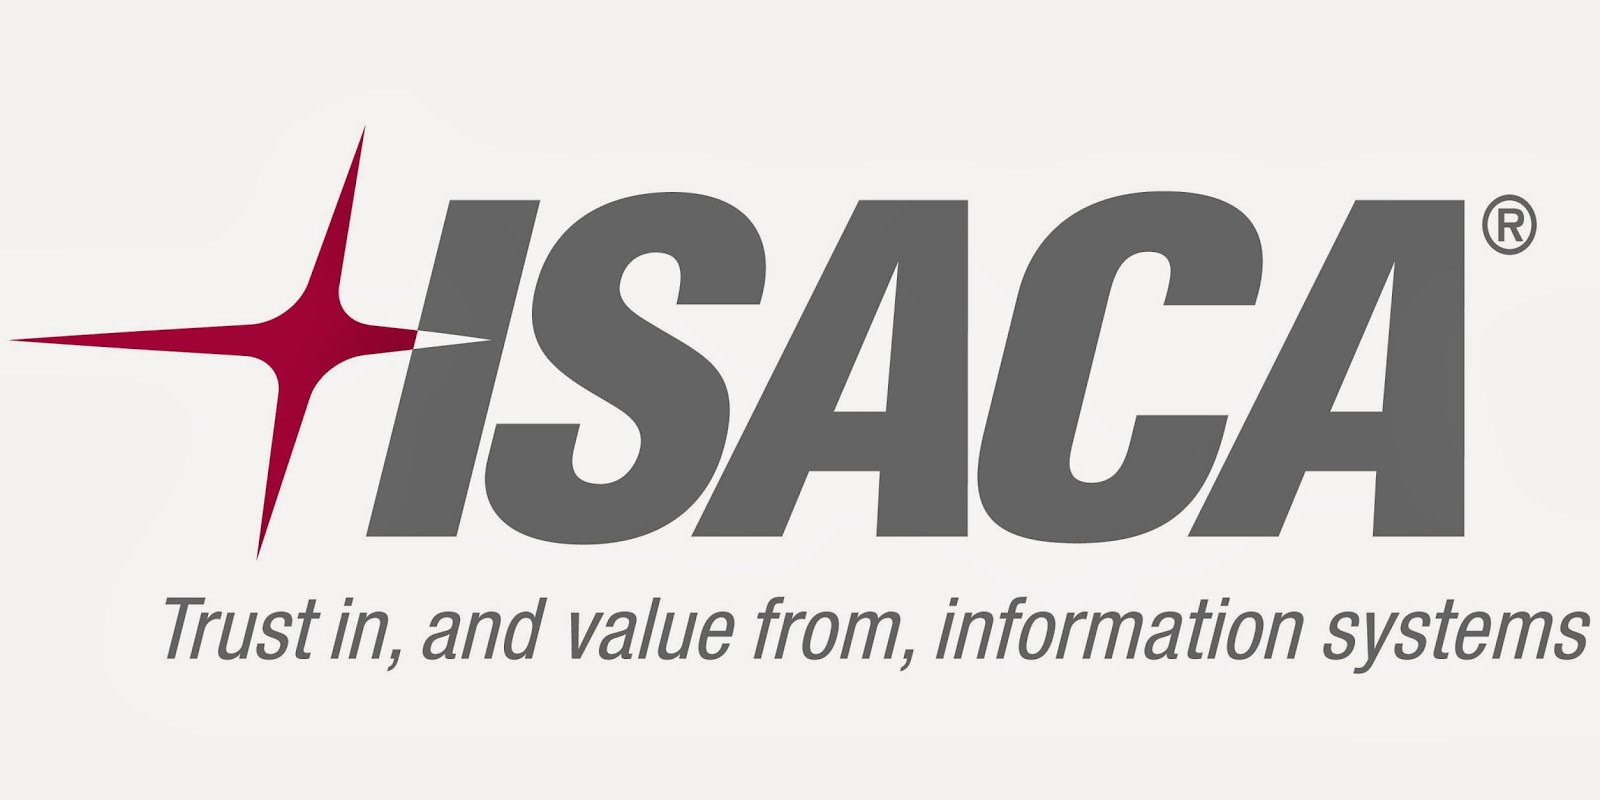 ISACA®
Trust in, and value from, information systems